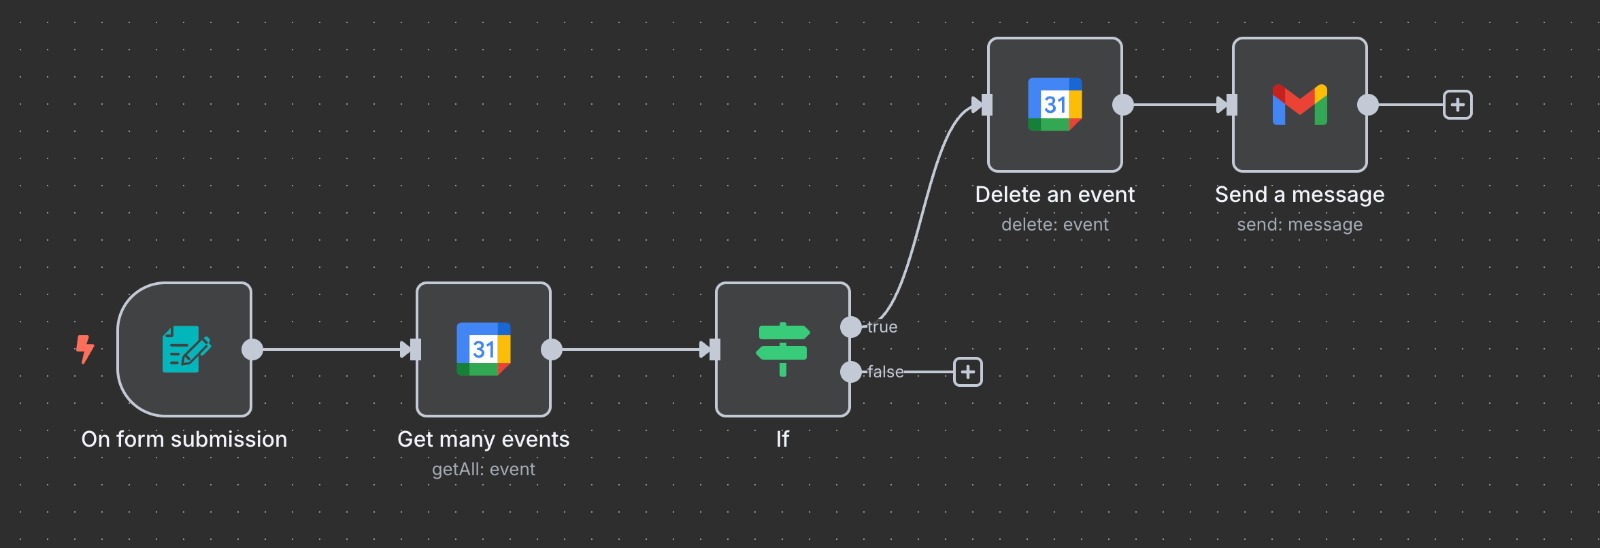 31
Delete an event
delete: event
Send a message
send: message
On form submission
31
Get many events
getAll: event
If
true
false